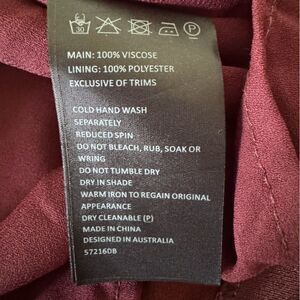 30 P
MAIN: 100% VISCOSE
LINING: 100% POLYESTER
EXCLUSIVE OF TRIMS
COLD HAND WASH
SEPARATELY
REDUCED SPIN
DO NOT BLEACH, RUB, SOAK OR
WRING
DO NOT TUMBLE DRY
DRY IN SHADE
WARM IRON TO REGAIN ORIGINAL
APPEARANCE
DRY CLEANABLE (P)
MADE IN CHINA
DESIGNED IN AUSTRALIA
57216DB